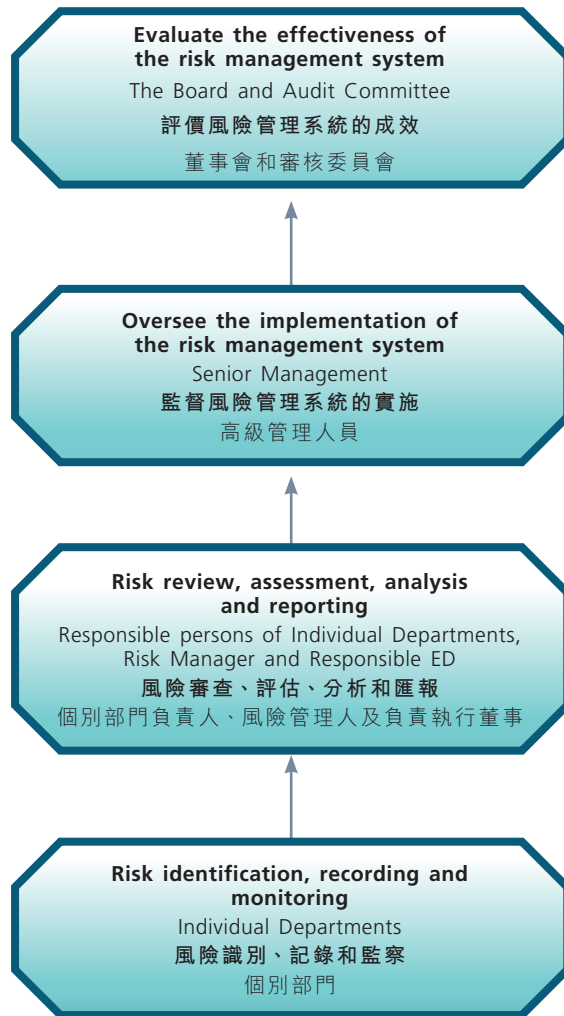 Evaluate the effectiveness of
the risk management system
The Board and Audit Committee
評價風險管理系統的成效
董事會和審核委員會
Oversee the implementation of
the risk management system
Senior Management
監督風險管理系統的實施
高級管理人員
Risk review, assessment, analysis
and reporting
Responsible persons of Individual Departments,
Risk Manager and Responsible ED
風險審查、評估、分析和匯報
個別部門負責人、風險管理人及負責執行董事
Risk identification, recording and
monitoring
Individual Departments
風險識別、記錄和監察
個別部門